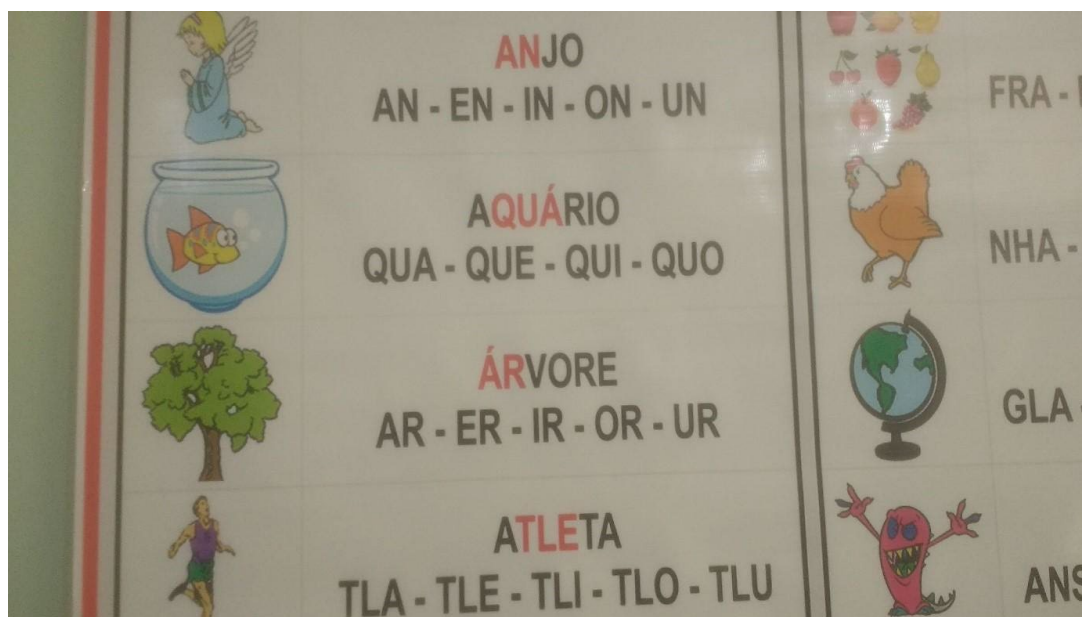 ANJO
AN - EN - IN - ON - UN
AQUÁRIO
QUA - QUE - QUI - QUO
ÁRVORE
AR - ER - IR - OR - UR
ATLETA
TLA - TLE - TLI - TLO - TLU
FRA -
NHA -
GLA
ANS